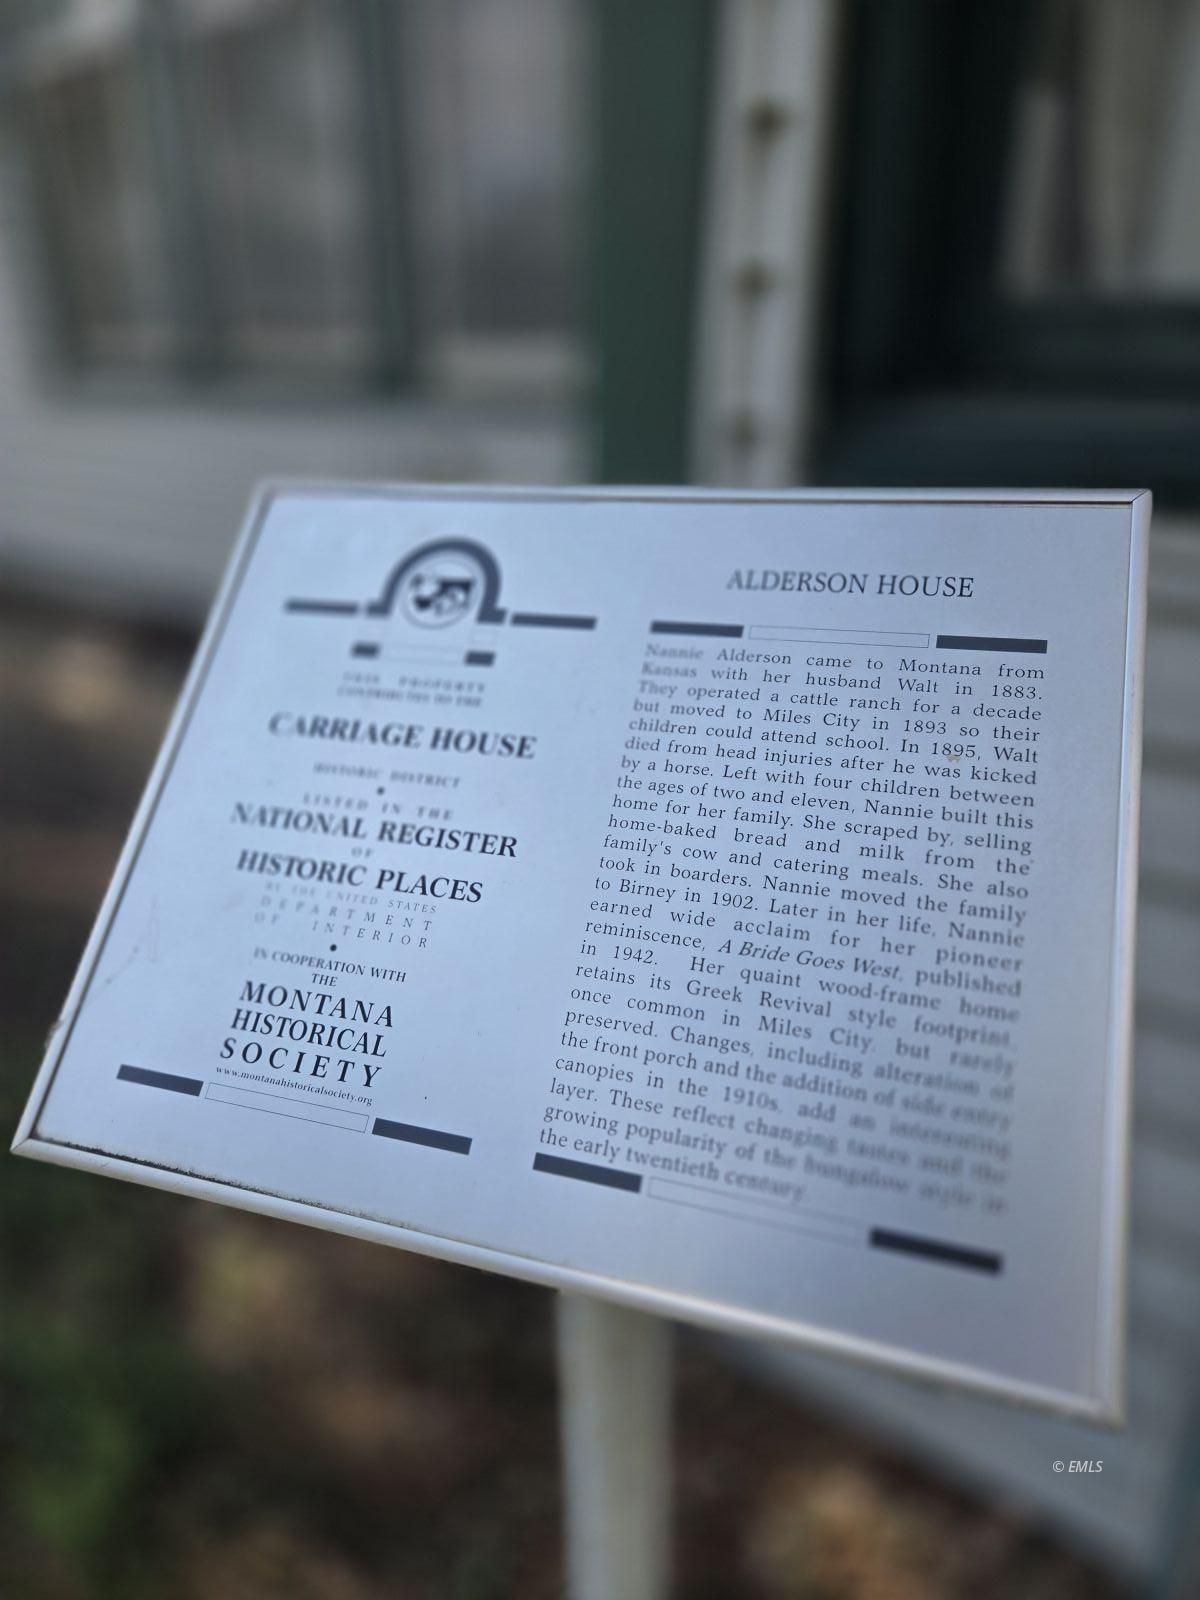 THIS PROPERTY
CONTRIBUTES TO THE
CARRIAGE HOUSE
HISTORIC DISTRICT
LISTED IN THE
NATIONAL REGISTER
OF
HISTORIC PLACES
BY THE UNITED STATES
DEPARTMENT
OF INTERIOR
IN COOPERATION WITH
THE
MONTANA
HISTORICAL
SOCIETY
www.montanahistoricalsociety.org
ALDERSON HOUSE
Nannie Alderson came to Montana from
Kansas with her husband Walt in 1883.
They operated a cattle ranch for a decade
but moved to Miles City in 1893 so their
children could attend school. In 1895, Walt
died from head injuries after he was kicked
by a horse. Left with four children between
the ages of two and eleven, Nannie built this
home for her family. She scraped by, selling
home-baked bread and milk from the
family's cow and catering meals. She also
took in boarders. Nannie moved the family
to Birney in 1902. Later in her life, Nannie
earned wide acclaim for her pioneer
reminiscence, A Bride Goes West, published
in 1942. Her quaint wood-frame home
retains its Greek Revival style footprint,
once common in Miles City, but rarely
preserved. Changes, including alteration of
the front porch and the addition of side entry
canopies in the 1910s, add an interesting
layer. These reflect changing tastes and the
growing popularity of the bungalow style in
the early twentieth century.
© EMLS